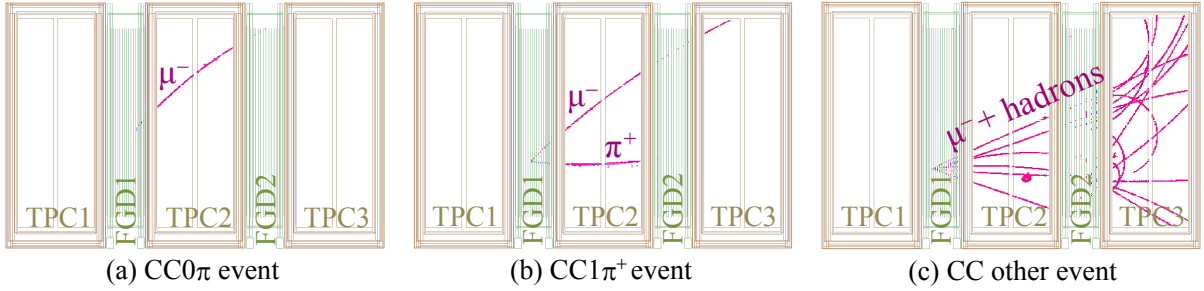 μ⁻
TPC1 FGD1 TPC2 FGD2 TPC3
(a) CC0π event
μ⁻
π⁺
TPC1 FGD1 TPC2 FGD2 TPC3
(b) CC1π⁺ event
μ⁻+ hadrons
TPC1 FGD1 TPC2 FGD2 TPC3
(c) CC other event